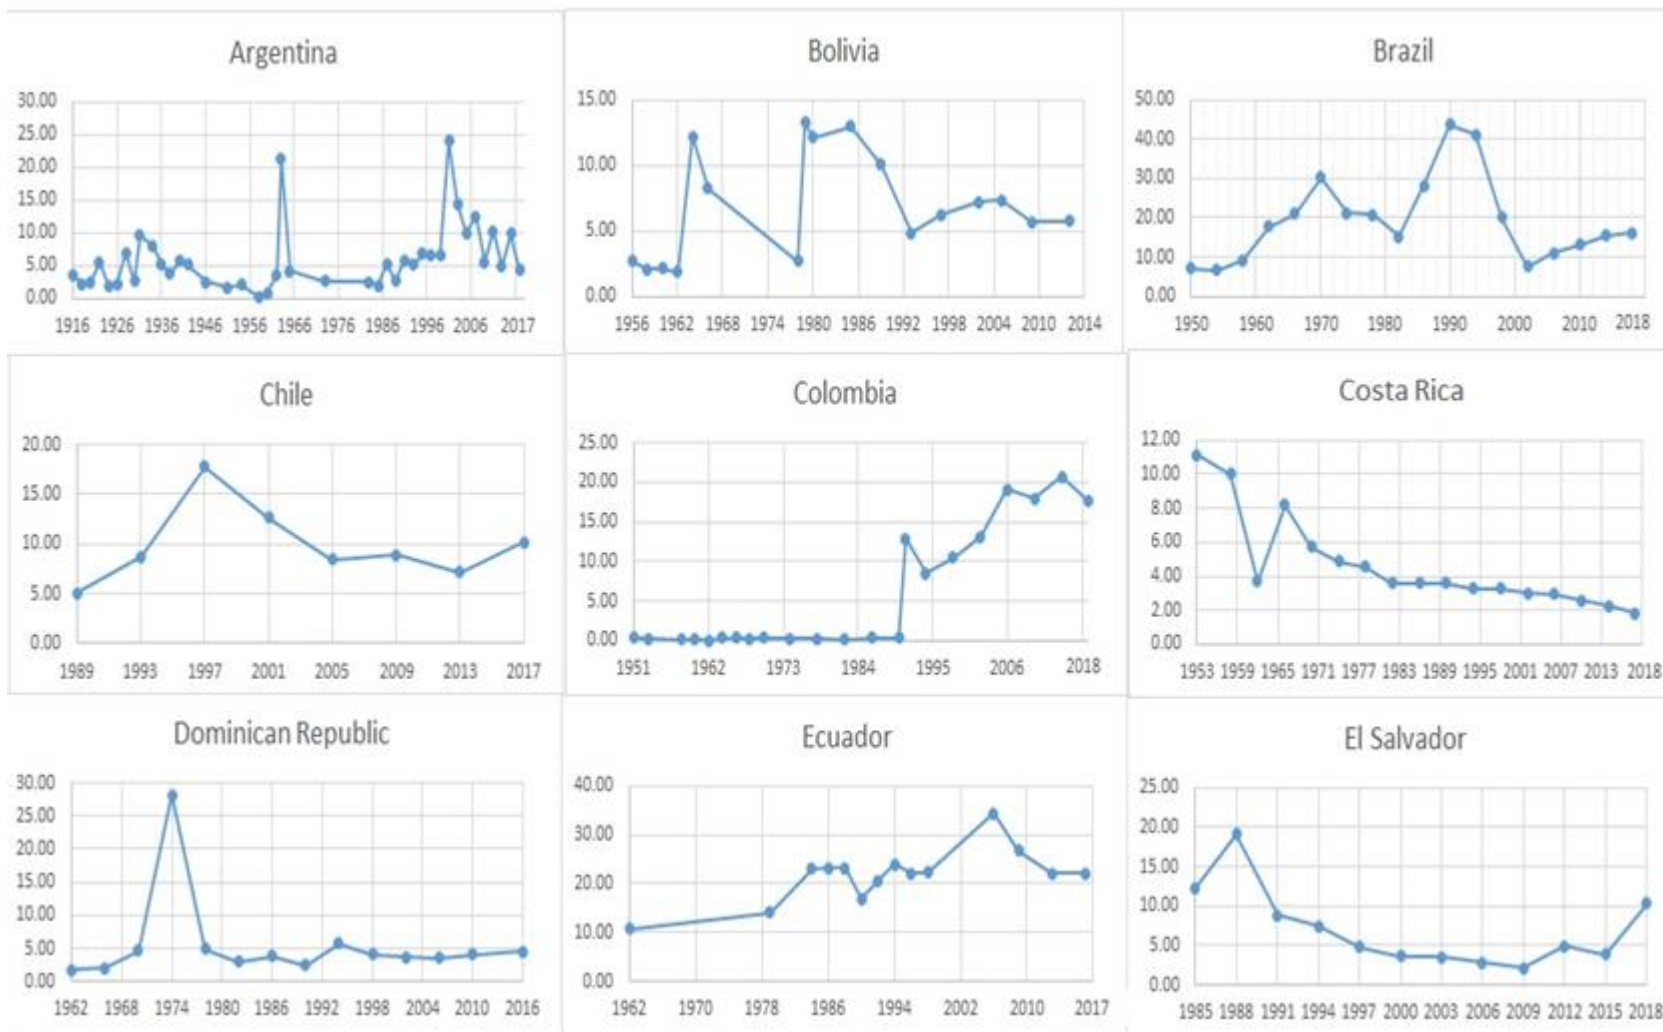 Argentina
30.00
25.00
20.00
15.00
10.00
5.00
0.00
1916 1926 1936 1946 1956 1966 1976 1986 1996 2006 2017
Bolivia
15.00
10.00
5.00
0.00
1956 1962 1968 1974 1980 1986 1992 1998 2004 2010 2014
Brazil
50.00
40.00
30.00
20.00
10.00
0.00
1950 1960 1970 1980 1990 2000 2010 2018
Chile
20.00
15.00
10.00
5.00
0.00
1989 1993 1997 2001 2005 2009 2013 2017
Colombia
25.00
20.00
15.00
10.00
5.00
0.00
1951 1962 1973 1984 1995 2006 2018
Costa Rica
12.00
10.00
8.00
6.00
4.00
2.00
0.00
1953 1959 1965 1971 1977 1983 1989 1995 2001 2007 2013 2018
Dominican Republic
30.00
25.00
20.00
15.00
10.00
5.00
0.00
1962 1968 1974 1980 1986 1992 1998 2004 2010 2016
Ecuador
40.00
30.00
20.00
10.00
0.00
1962 1970 1978 1986 1994 2002 2010 2017
El Salvador
25.00
20.00
15.00
10.00
5.00
0.00
1985 1988 1991 1994 1997 2000 2003 2006 2009 2012 2015 2018